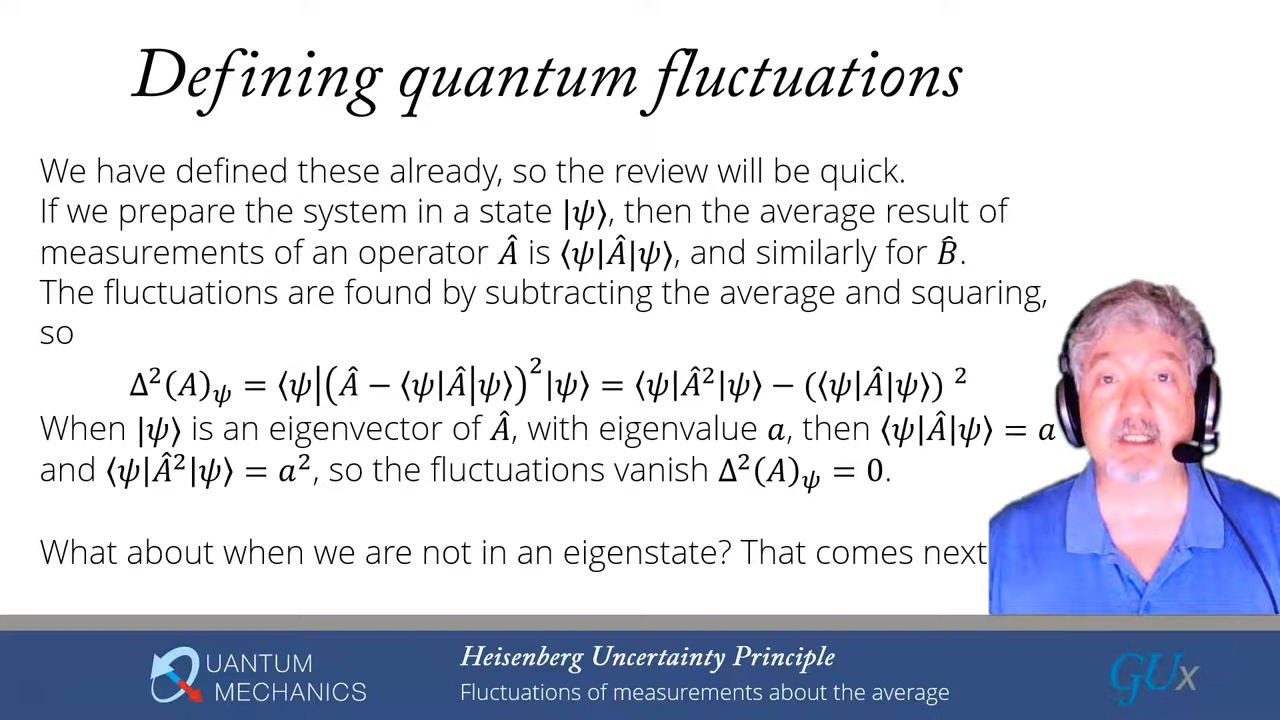 Defining quantum fluctuations
We have defined these already, so the review will be quick.
If we prepare the system in a state |ψ⟩, then the average result of
measurements of an operator Â is ⟨ψ|Â|ψ⟩, and similarly for B̂.
The fluctuations are found by subtracting the average and squaring,
so
Δ²(A)ψ = ⟨ψ|(Â − ⟨ψ|Â|ψ⟩)²|ψ⟩ = ⟨ψ|Â²|ψ⟩ − (⟨ψ|Â|ψ⟩) ²
When |ψ⟩ is an eigenvector of Â, with eigenvalue a, then ⟨ψ|Â|ψ⟩ = a
and ⟨ψ|Â²|ψ⟩ = a², so the fluctuations vanish Δ²(A)ψ = 0.
What about when we are not in an eigenstate? That comes next
QUANTUM
MECHANICS
Heisenberg Uncertainty Principle
Fluctuations of measurements about the average
GUx